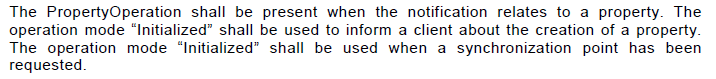 The PropertyOperation shall be present when the notification relates to a property. The
operation mode “Initialized” shall be used to inform a client about the creation of a property.
The operation mode “Initialized” shall be used when a synchronization point has been
requested.